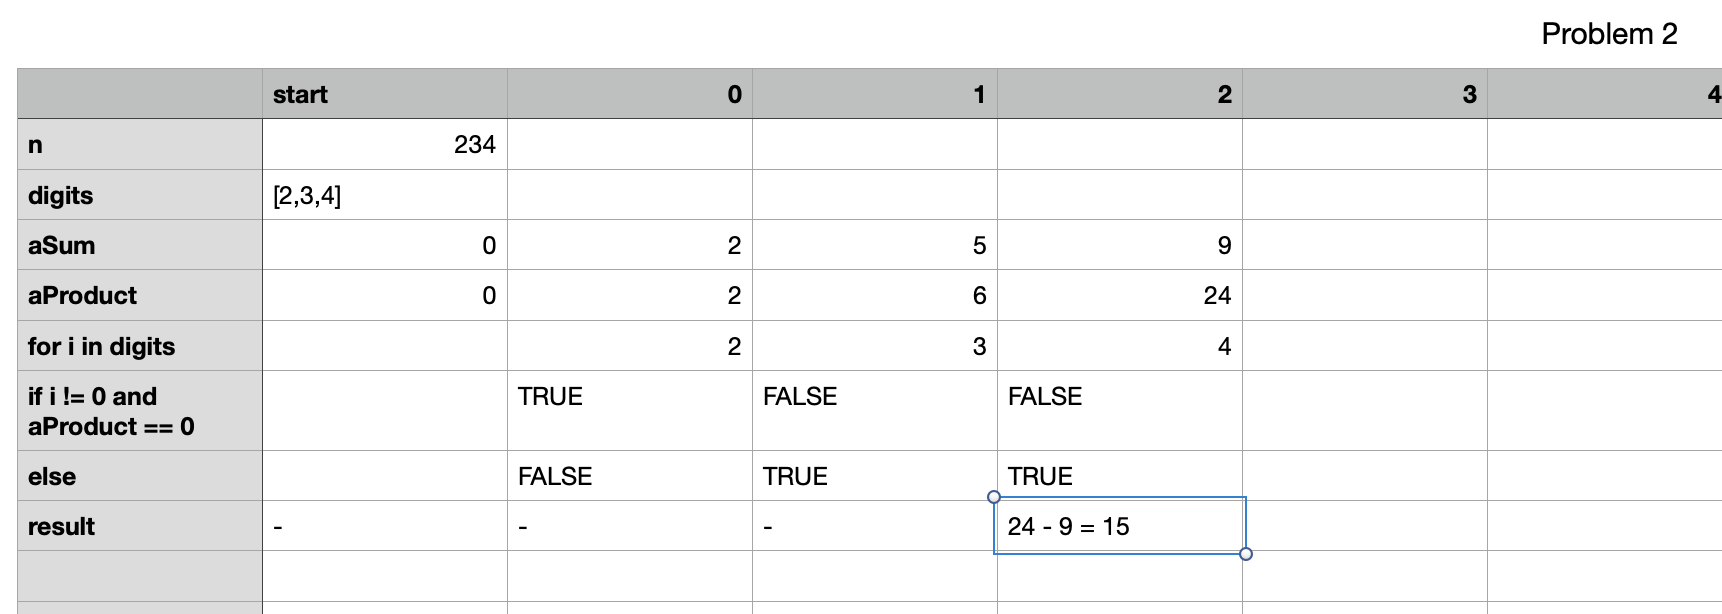 Problem 2
start 0 1 2 3 4
n 234
digits [2,3,4]
aSum 0 2 5 9
aProduct 0 2 6 24
for i in digits 2 3 4
if i != 0 and TRUE FALSE FALSE
aProduct == 0
else FALSE TRUE TRUE
result - - - 24 - 9 = 15